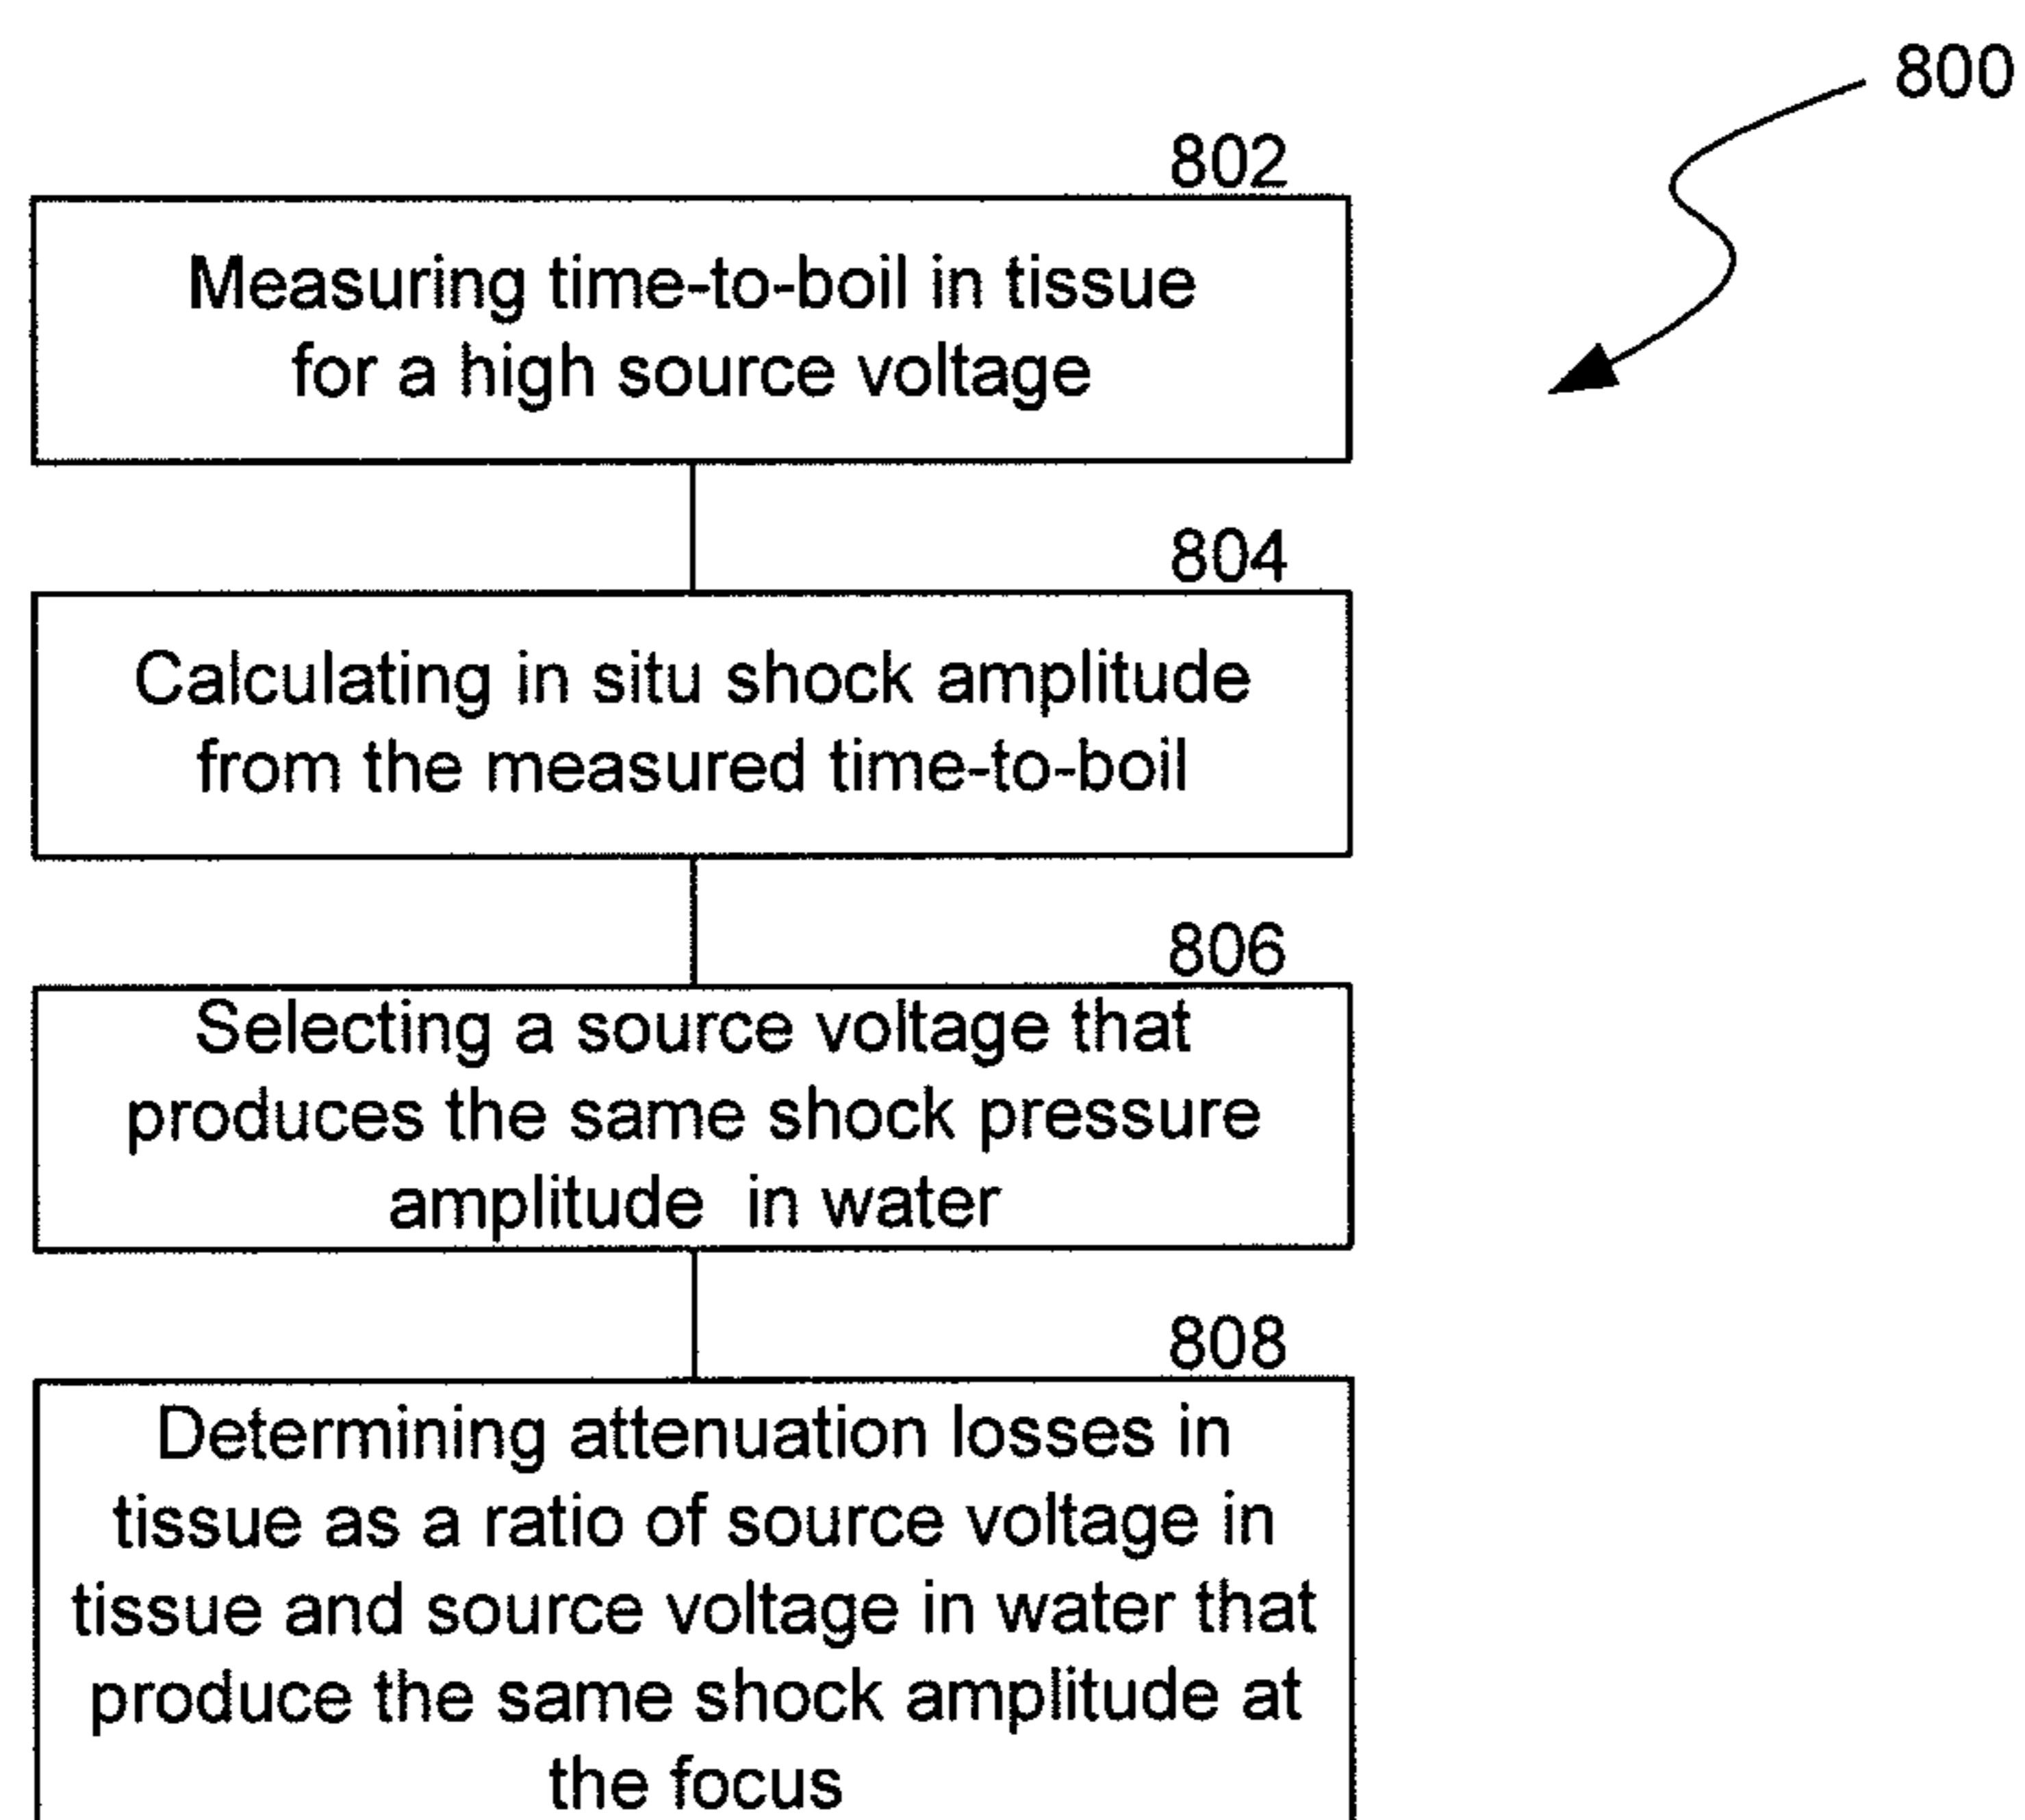 800
802
Measuring time-to-boil in tissue
for a high source voltage
804
Calculating in situ shock amplitude
from the measured time-to-boil
806
Selecting a source voltage that
produces the same shock pressure
amplitude in water
808
Determining attenuation losses in
tissue as a ratio of source voltage in
tissue and source voltage in water that
produce the same shock amplitude at
the focus